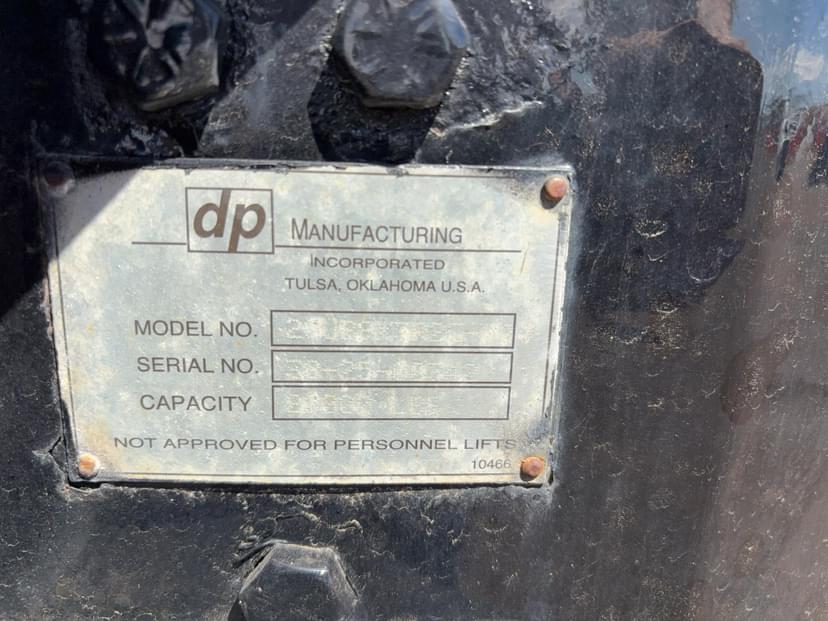 dp MANUFACTURING
INCORPORATED
TULSA, OKLAHOMA U.S.A.
MODEL NO.
SERIAL NO.
CAPACITY
NOT APPROVED FOR PERSONNEL LIFTS
10466